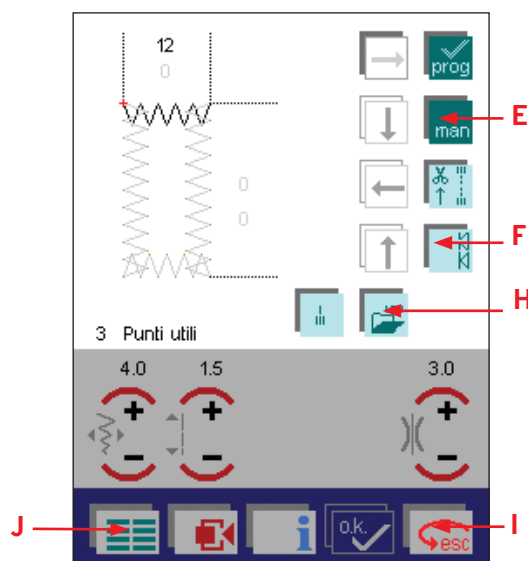 12
0
prog
E
man
0
0
F
H
3 Punti utili
4.0 1.5 3.0
+ + +
− − −
J
i
o.k.
esc
I